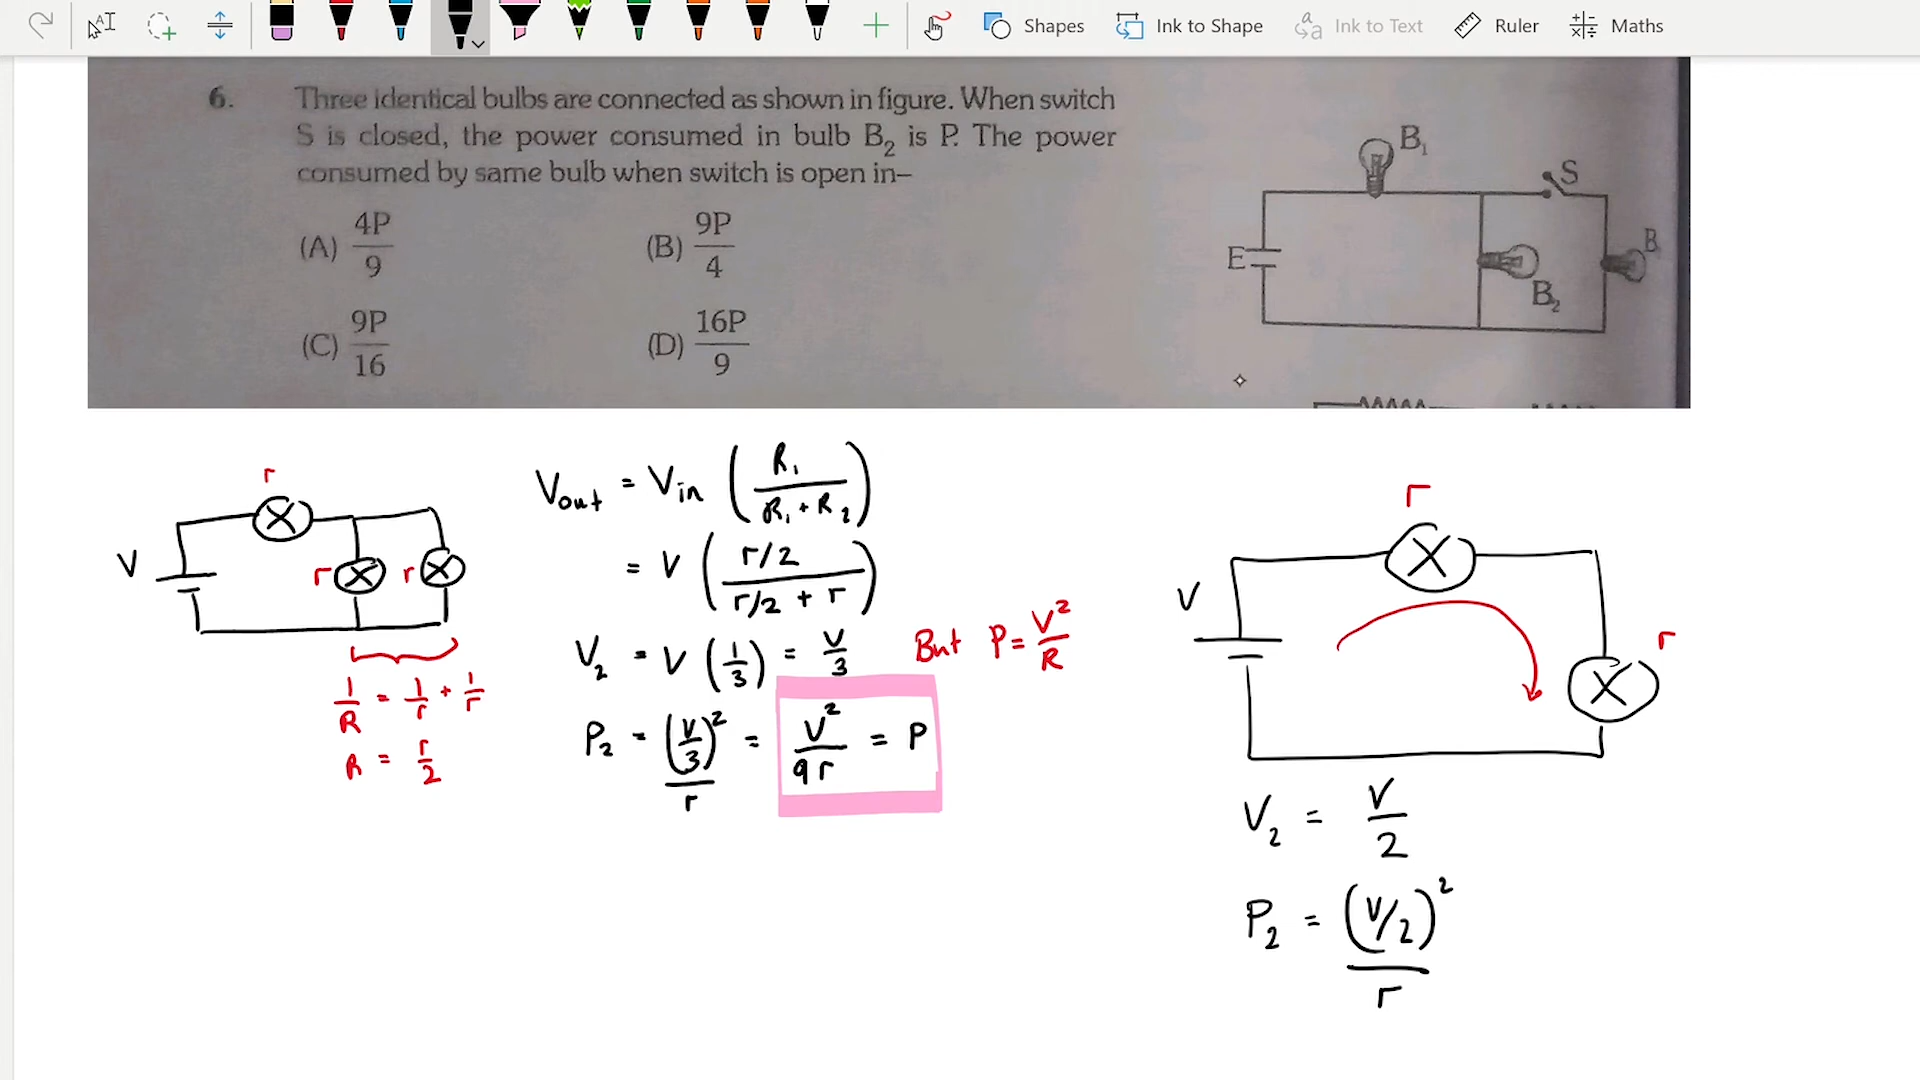 Shapes Ink to Shape Ink to Text Ruler Maths
6. Three identical bulbs are connected as shown in figure. When switch
S is closed, the power consumed in bulb B₂ is P. The power
consumed by same bulb when switch is open in–
(A) 4P/9 (B) 9P/4
(C) 9P/16 (D) 16P/9
B₁
S
E
B
B₂
r
V
r r
1/R = 1/r + 1/r
R = r/2
Vout = Vin (R₁/(R₁ + R₂))
= V ((r/2)/(r/2 + r))
V₂ = V (1/3) = V/3
But P = V²/R
P₂ = (V/3)²/r = V²/9r = P
r
V
r
V₂ = V/2
P₂ = (V/2)²/r